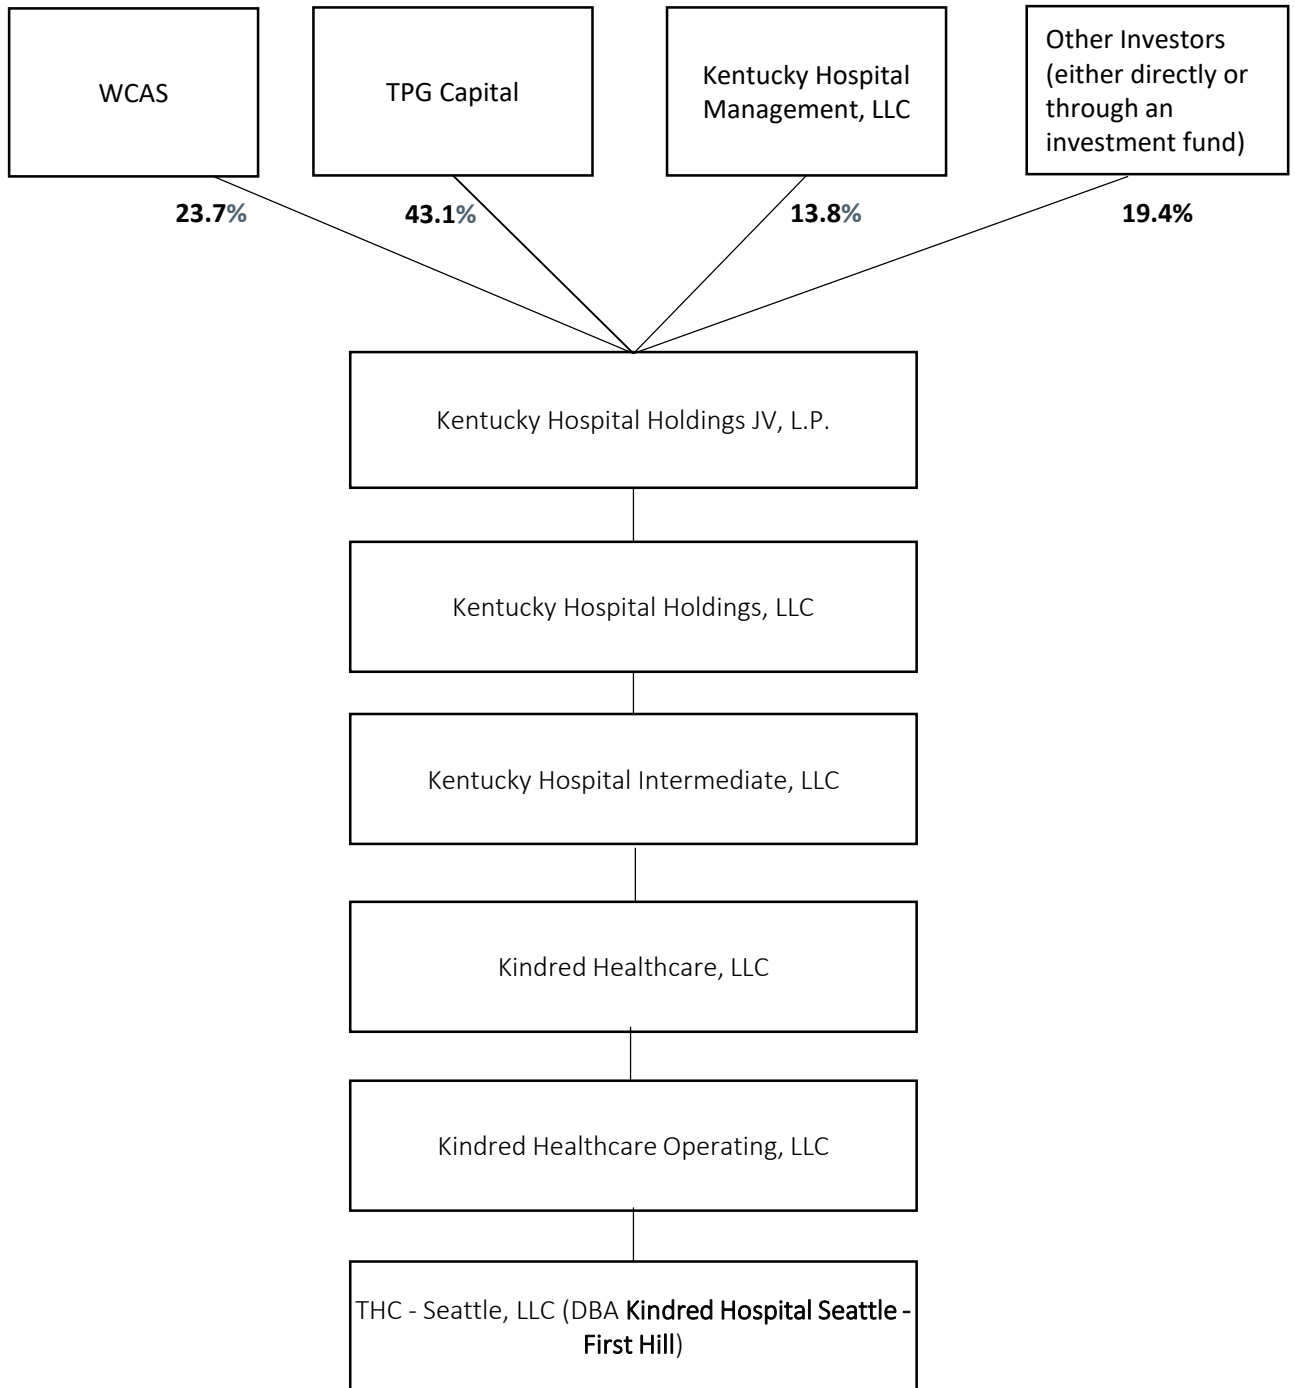 WCAS
TPG Capital
Kentucky Hospital
Management, LLC
Other Investors
(either directly or
through an
investment fund)
23.7%
43.1%
13.8%
19.4%
Kentucky Hospital Holdings JV, L.P.
Kentucky Hospital Holdings, LLC
Kentucky Hospital Intermediate, LLC
Kindred Healthcare, LLC
Kindred Healthcare Operating, LLC
THC - Seattle, LLC (DBA Kindred Hospital Seattle -
First Hill)